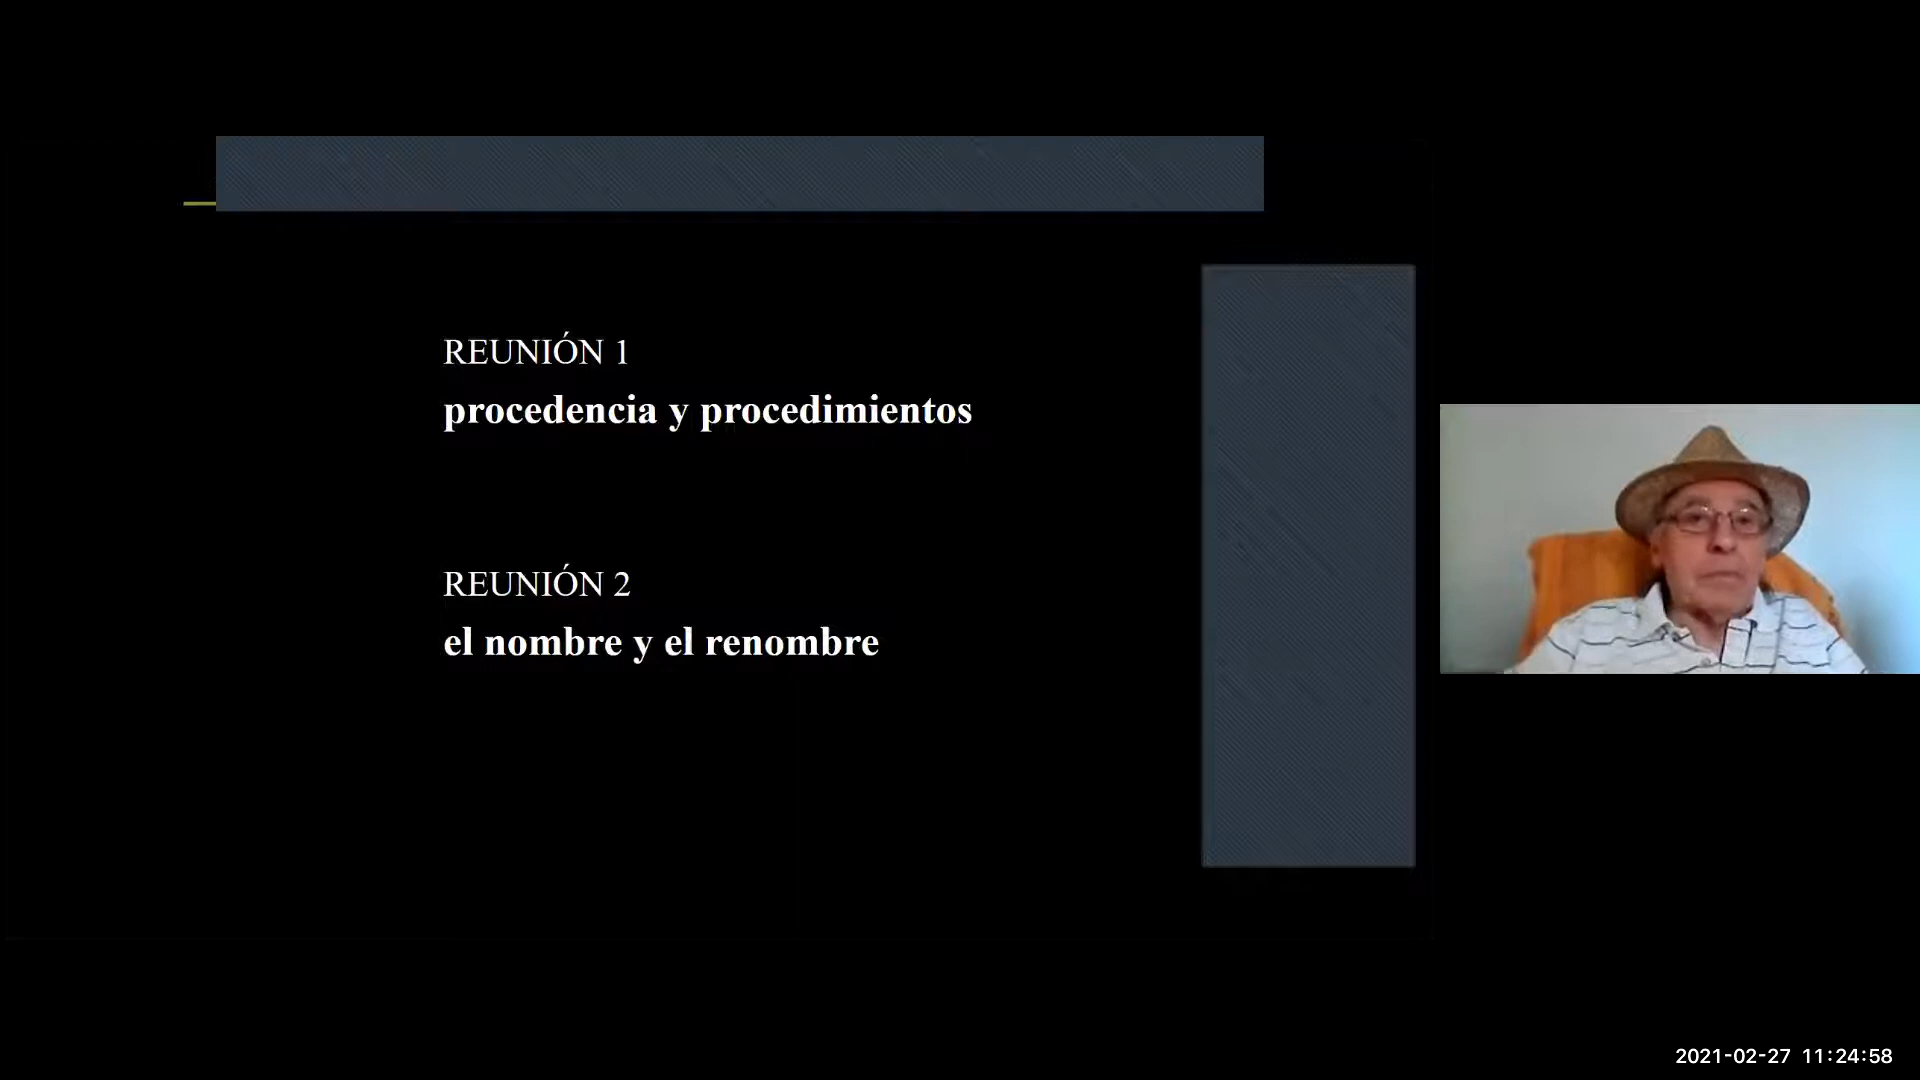 REUNIÓN 1
procedencia y procedimientos
REUNIÓN 2
el nombre y el renombre
2021-02-27 11:24:58